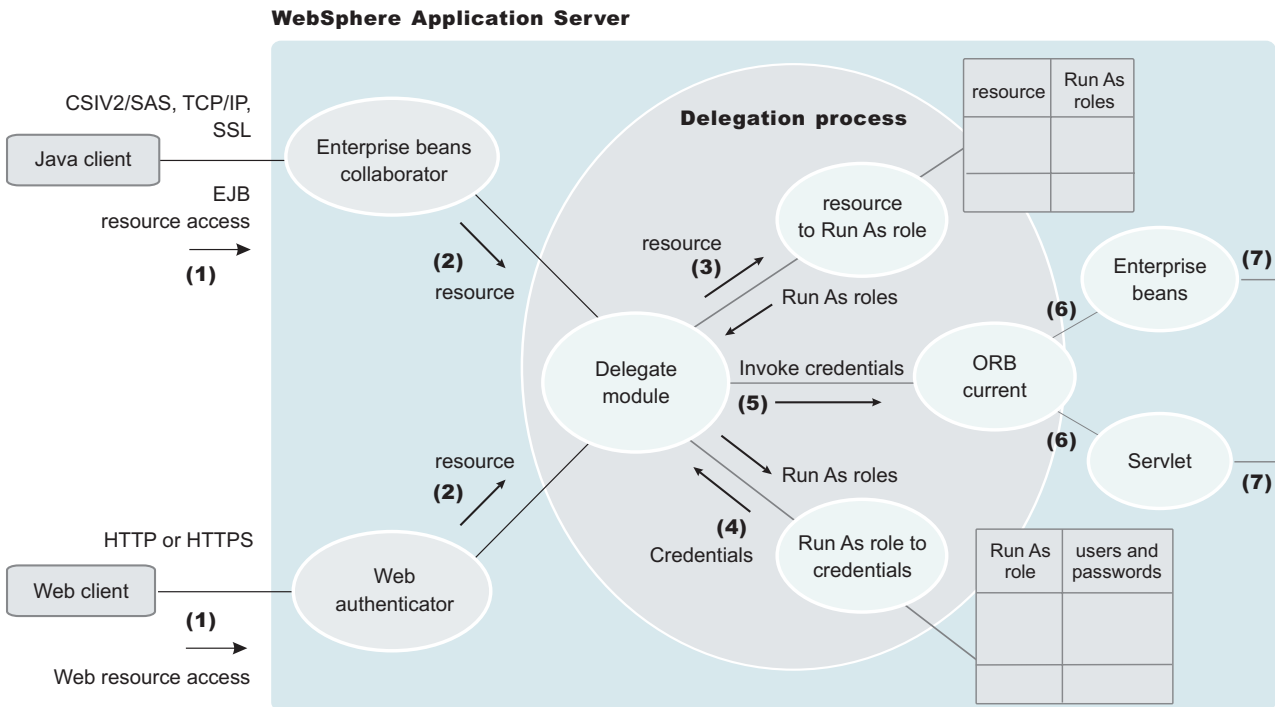 WebSphere Application Server
CSIV2/SAS, TCP/IP,
SSL
Java client
EJB
resource access
(1)
Enterprise beans
collaborator
(2)
resource
Delegation process
resource
Run As
roles
resource
to Run As role
resource
(3)
Run As roles
Delegate
module
Invoke credentials
(5)
ORB
current
(6)
Enterprise
beans
(7)
(6)
Servlet
(7)
resource
(2)
Run As roles
(4)
Credentials
Run As role to
credentials
Run As
role
users and
passwords
HTTP or HTTPS
Web client
(1)
Web resource access
Web
authenticator